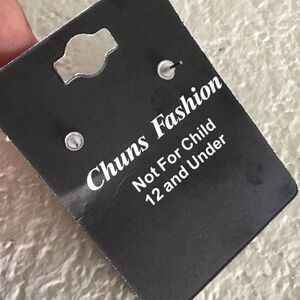 Chuns Fashion
Not For Child
12 and Under